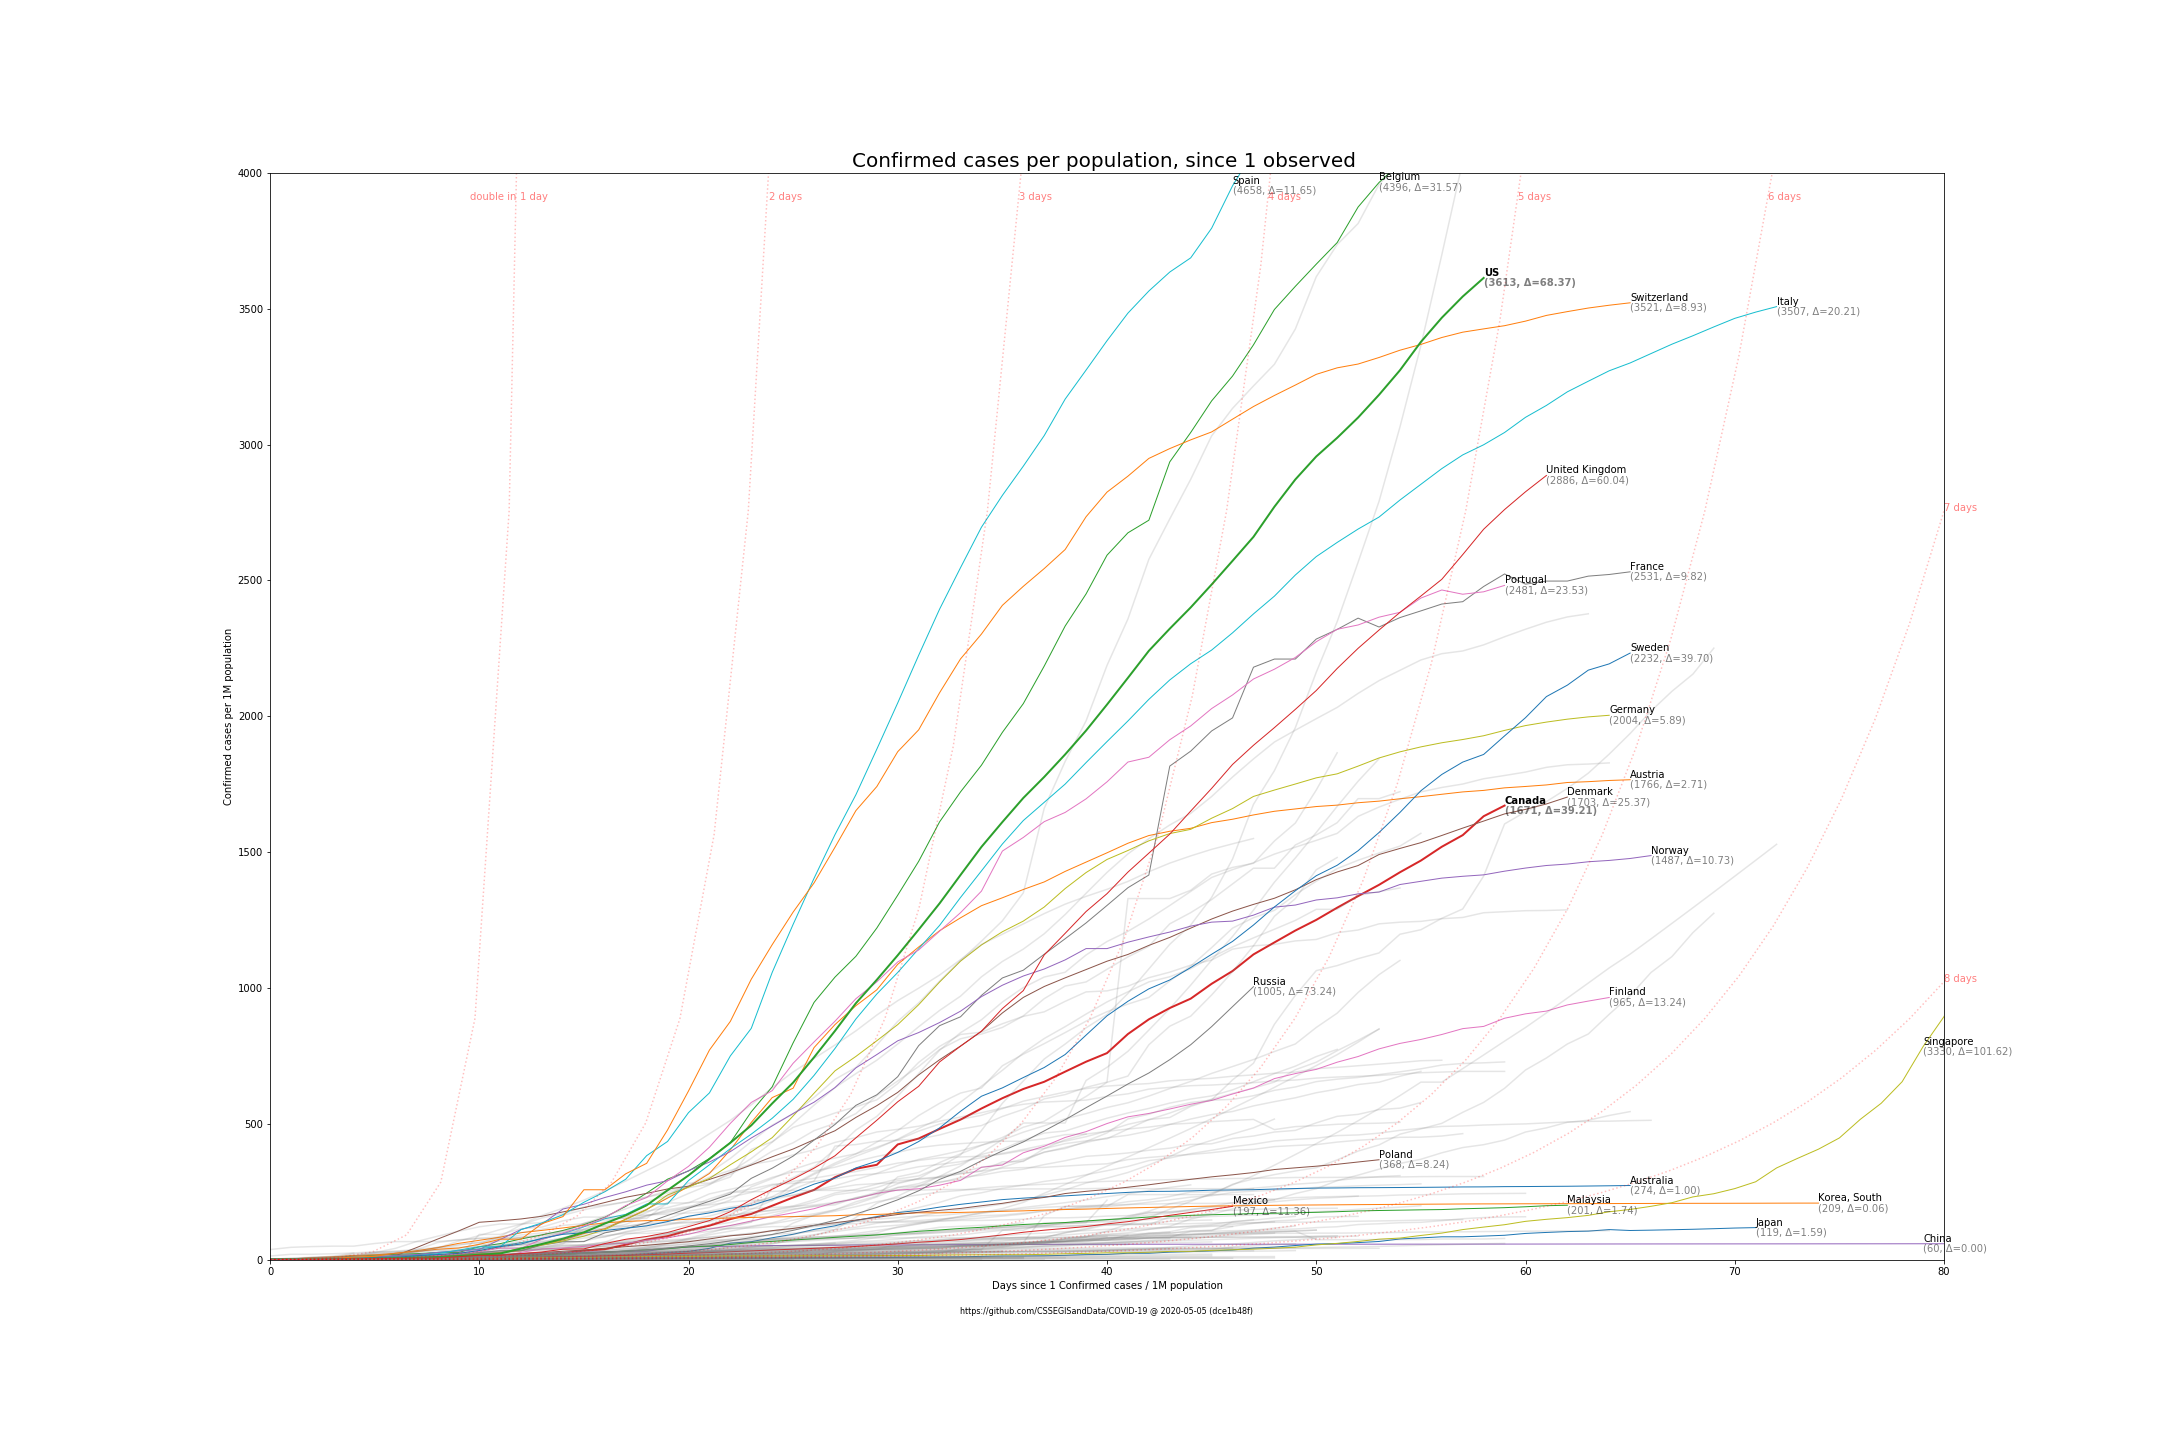 Confirmed cases per population, since 1 observed
4000
3500
3000
2500
2000
1500
1000
500
0
Confirmed cases per 1M population
double in 1 day
2 days
3 days
4 days
5 days
6 days
7 days
8 days
Spain
(4658, Δ=11.65)
Belgium
(4396, Δ=31.57)
US
(3613, Δ=68.37)
Switzerland
(3521, Δ=8.93)
Italy
(3507, Δ=20.21)
United Kingdom
(2886, Δ=60.04)
France
(2531, Δ=9.82)
Portugal
(2481, Δ=23.53)
Sweden
(2232, Δ=39.70)
Germany
(2004, Δ=5.89)
Austria
(1766, Δ=2.71)
Denmark
(1703, Δ=25.37)
Canada
(1671, Δ=39.21)
Norway
(1487, Δ=10.73)
Russia
(1005, Δ=73.24)
Finland
(965, Δ=13.24)
Singapore
(3330, Δ=101.62)
Poland
(368, Δ=8.24)
Australia
(274, Δ=1.00)
Mexico
(197, Δ=11.36)
Malaysia
(201, Δ=1.74)
Korea, South
(209, Δ=0.06)
Japan
(119, Δ=1.59)
China
(60, Δ=0.00)
0
10
20
30
40
50
60
70
80
Days since 1 Confirmed cases / 1M population
https://github.com/CSSEGISandData/COVID-19 @ 2020-05-05 (dce1b48f)